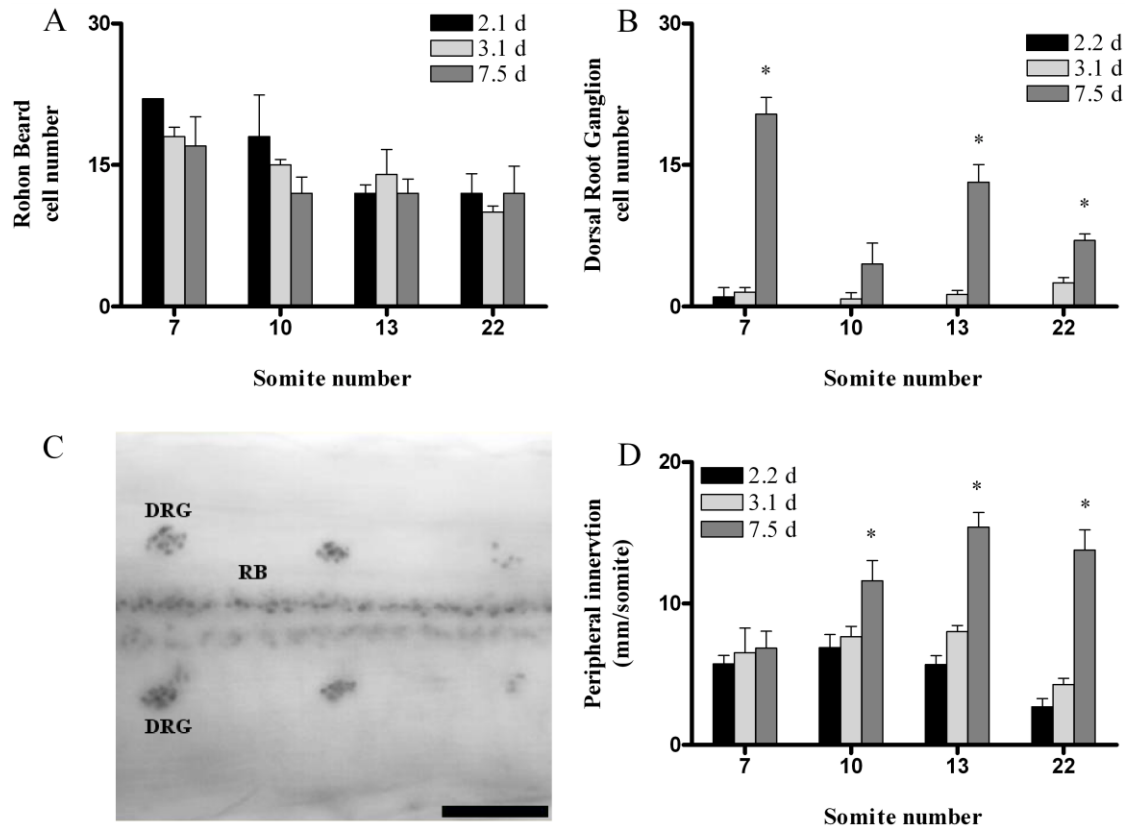 A
30
15
0
Rohon Beard
cell number
2.1 d
3.1 d
7.5 d
7 10 13 22
Somite number
B
30
15
0
Dorsal Root Ganglion
cell number
2.2 d
3.1 d
7.5 d
*
*
*
7 10 13 22
Somite number
C
DRG
RB
DRG
D
20
10
0
Peripheral innervtion
(mm/somite)
2.2 d
3.1 d
7.5 d
*
*
*
7 10 13 22
Somite number